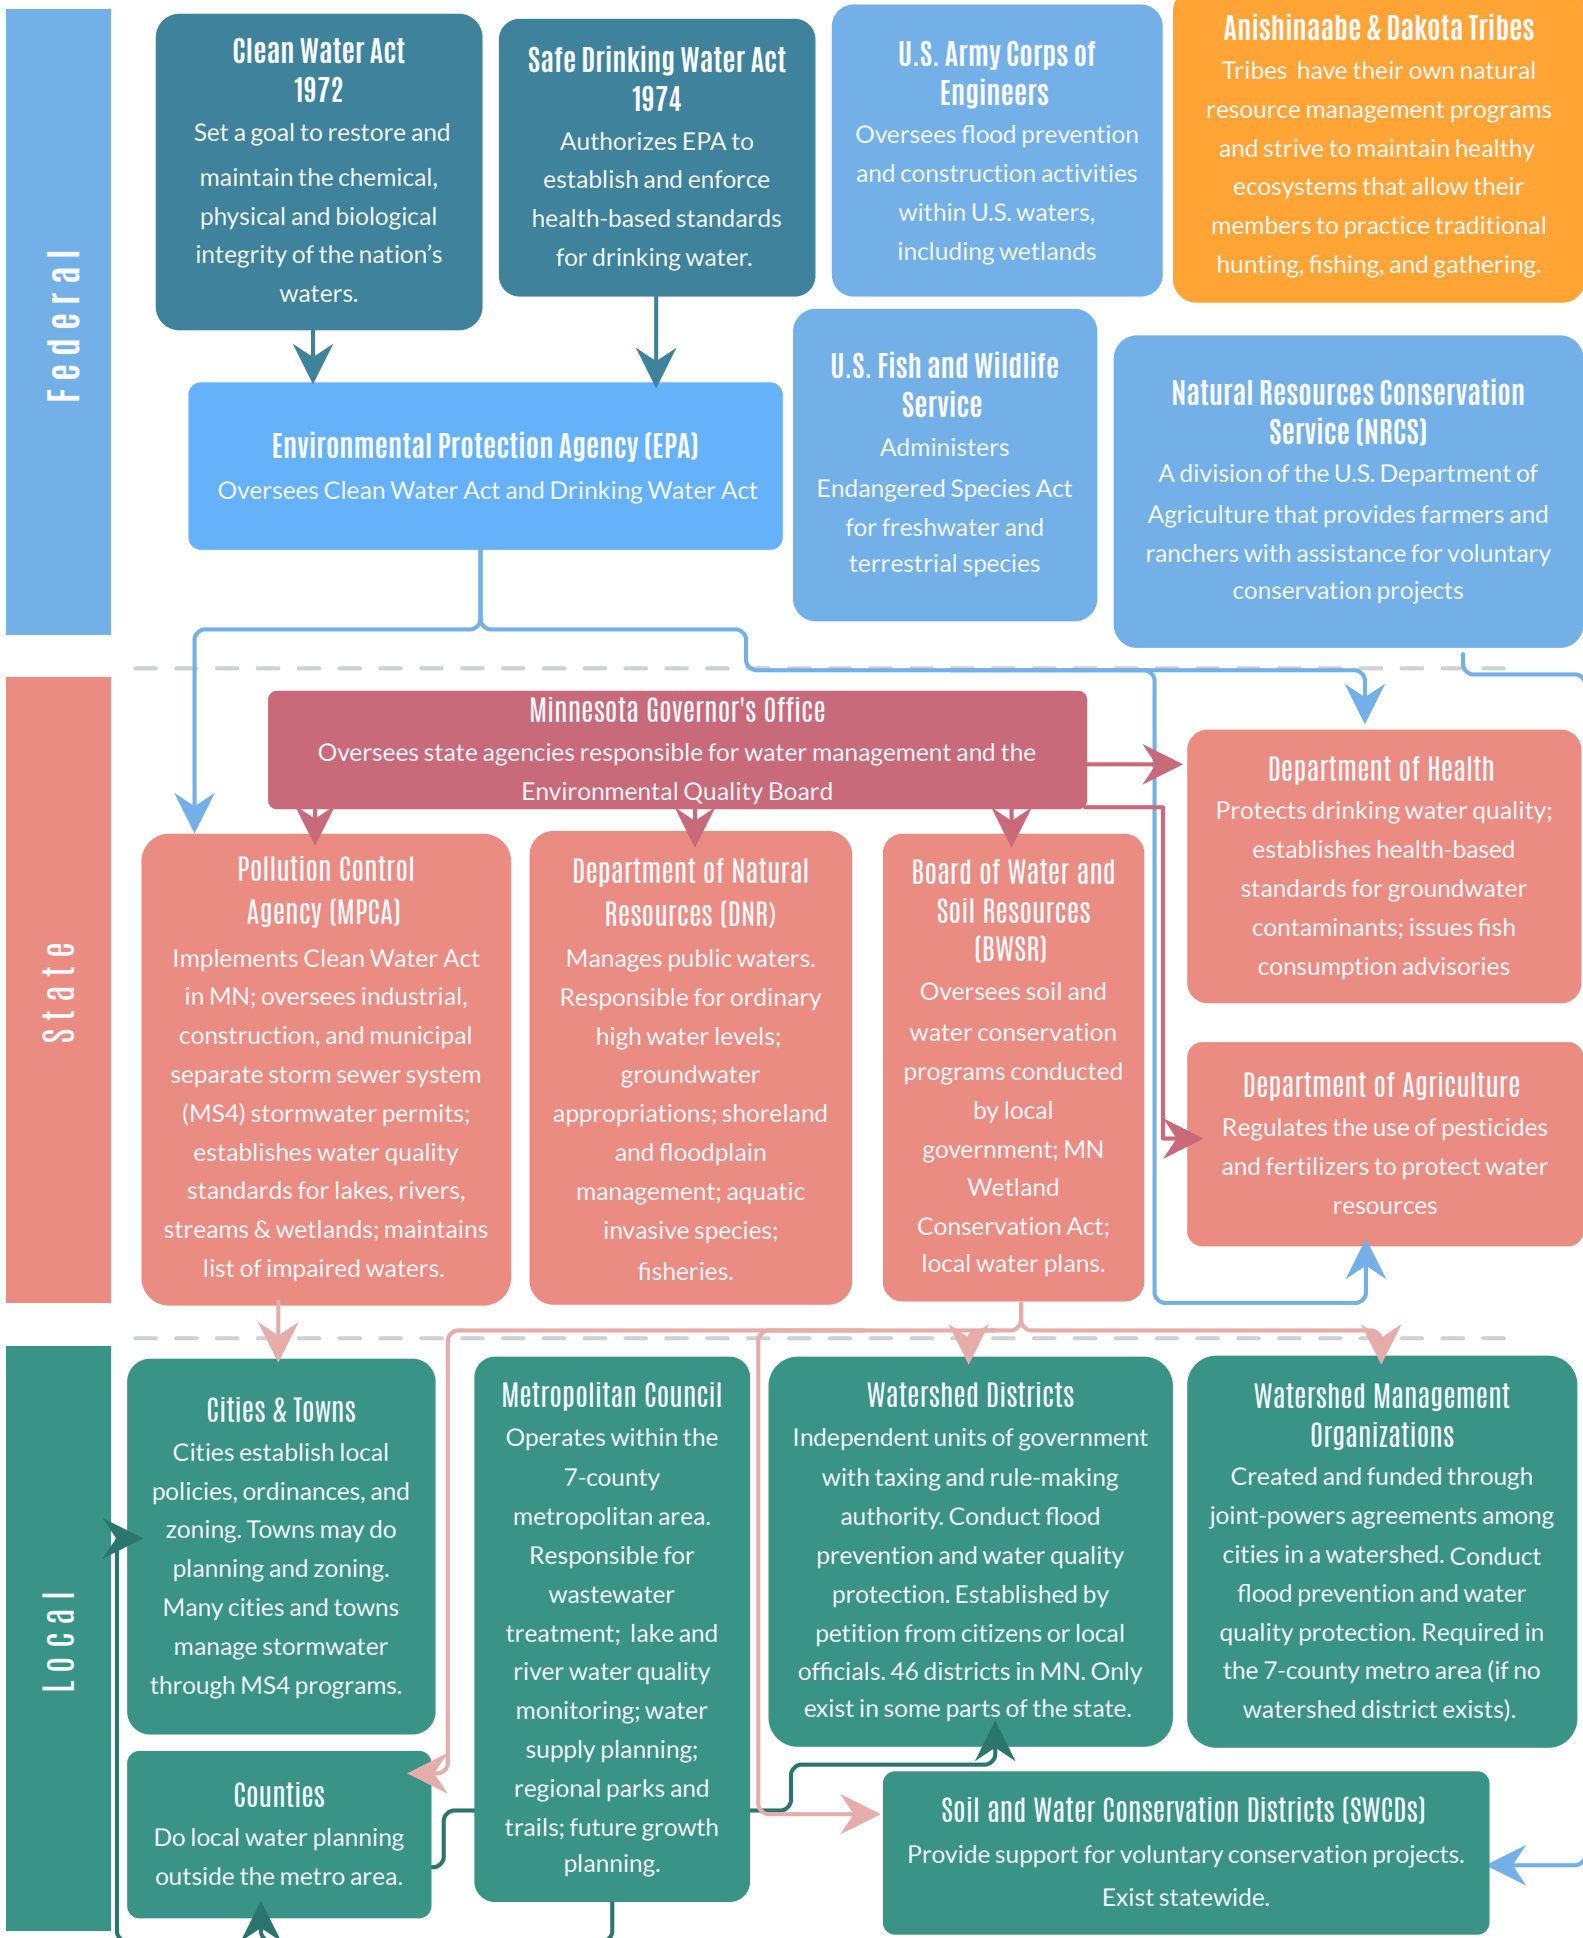 Federal
Clean Water Act
1972
Set a goal to restore and
maintain the chemical,
physical and biological
integrity of the nation's
waters.
Safe Drinking Water Act
1974
Authorizes EPA to
establish and enforce
health-based standards
for drinking water.
U.S. Army Corps of
Engineers
Oversees flood prevention
and construction activities
within U.S. waters,
including wetlands
Anishinaabe & Dakota Tribes
Tribes have their own natural
resource management programs
and strive to maintain healthy
ecosystems that allow their
members to practice traditional
hunting, fishing, and gathering.
Environmental Protection Agency (EPA)
Oversees Clean Water Act and Drinking Water Act
U.S. Fish and Wildlife
Service
Administers
Endangered Species Act
for freshwater and
terrestrial species
Natural Resources Conservation
Service (NRCS)
A division of the U.S. Department of
Agriculture that provides farmers and
ranchers with assistance for voluntary
conservation projects
State
Minnesota Governor's Office
Oversees state agencies responsible for water management and the
Environmental Quality Board
Pollution Control
Agency (MPCA)
Implements Clean Water Act
in MN; oversees industrial,
construction, and municipal
separate storm sewer system
(MS4) stormwater permits;
establishes water quality
standards for lakes, rivers,
streams & wetlands; maintains
list of impaired waters.
Department of Natural
Resources (DNR)
Manages public waters.
Responsible for ordinary
high water levels;
groundwater
appropriations; shoreland
and floodplain
management; aquatic
invasive species;
fisheries.
Board of Water and
Soil Resources
(BWSR)
Oversees soil and
water conservation
programs conducted
by local
government; MN
Wetland
Conservation Act;
local water plans.
Department of Health
Protects drinking water quality;
establishes health-based
standards for groundwater
contaminants; issues fish
consumption advisories
Department of Agriculture
Regulates the use of pesticides
and fertilizers to protect water
resources
Local
Cities & Towns
Cities establish local
policies, ordinances, and
zoning. Towns may do
planning and zoning.
Many cities and towns
manage stormwater
through MS4 programs.
Counties
Do local water planning
outside the metro area.
Metropolitan Council
Operates within the
7-county
metropolitan area.
Responsible for
wastewater
treatment; lake and
river water quality
monitoring; water
supply planning;
regional parks and
trails; future growth
planning.
Watershed Districts
Independent units of government
with taxing and rule-making
authority. Conduct flood
prevention and water quality
protection. Established by
petition from citizens or local
officials. 46 districts in MN. Only
exist in some parts of the state.
Watershed Management
Organizations
Created and funded through
joint-powers agreements among
cities in a watershed. Conduct
flood prevention and water
quality protection. Required in
the 7-county metro area (if no
watershed district exists).
Soil and Water Conservation Districts (SWCDs)
Provide support for voluntary conservation projects.
Exist statewide.